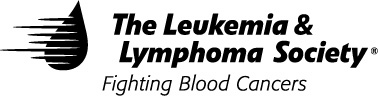 The Leukemia &
Lymphoma Society®
Fighting Blood Cancers